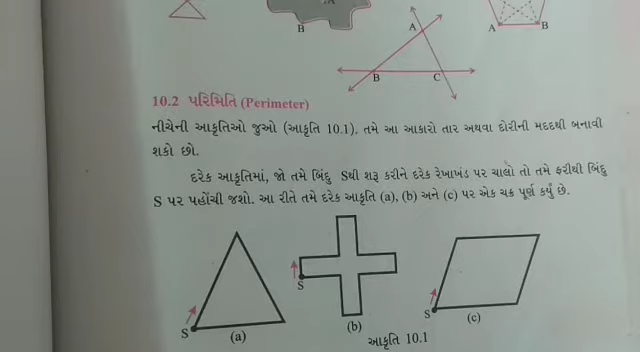 A
B
A
B
C
A
B
10.2 પરિમિતિ (Perimeter)
નીચેની આકૃતિઓ જુઓ (આકૃતિ 10.1). તમે આ આકારો તાર અથવા દોરીની મદદથી બનાવી
શકો છો.
દરેક આકૃતિમાં, જો તમે બિંદુ Sથી શરૂ કરીને દરેક રેખાખંડ પર ચાલો તો તમે ફરીથી બિંદુ
S પર પહોંચી જશો. આ રીતે તમે દરેક આકૃતિ (a), (b) અને (c) પર એક ચક્ર પૂર્ણ કર્યું છે.
S
(a)
S
(b)
S
(c)
આકૃતિ 10.1